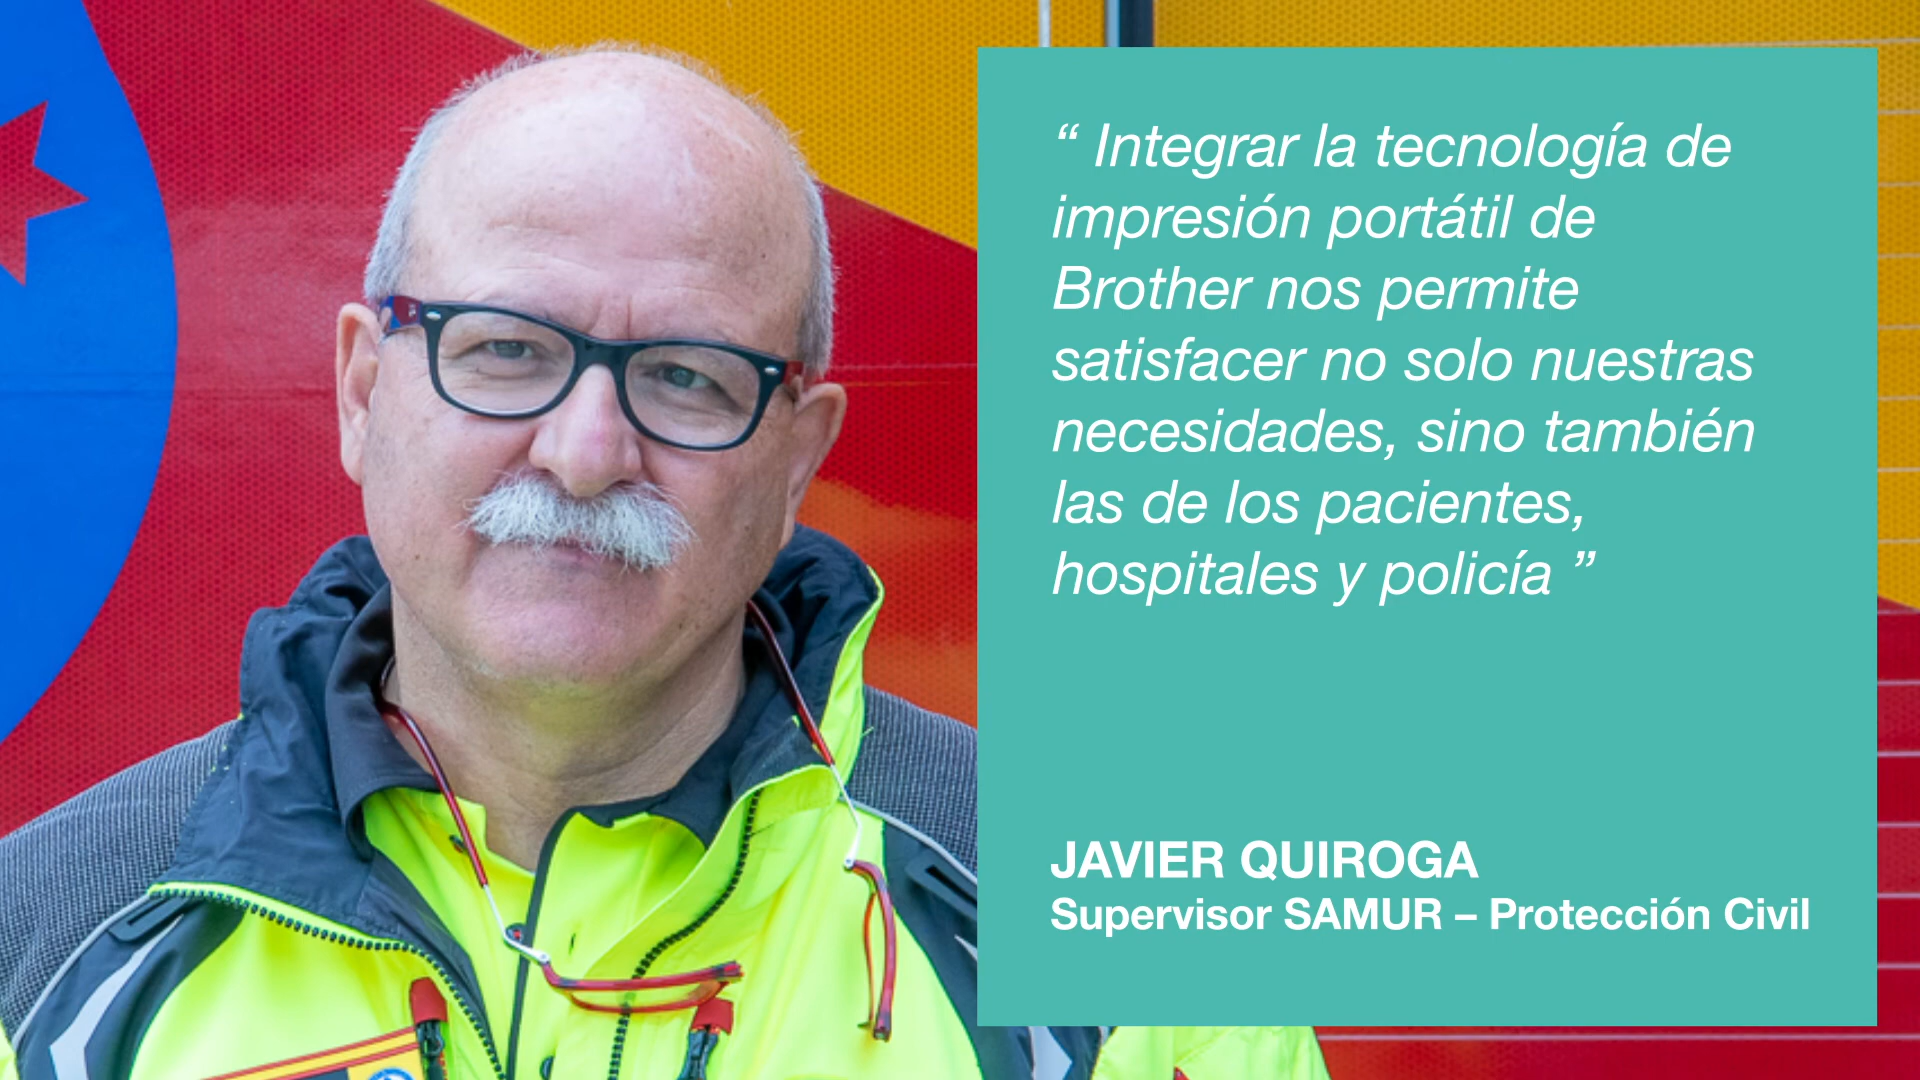 “ Integrar la tecnología de
impresión portátil de
Brother nos permite
satisfacer no solo nuestras
necesidades, sino también
las de los pacientes,
hospitales y policía ”
JAVIER QUIROGA
Supervisor SAMUR – Protección Civil